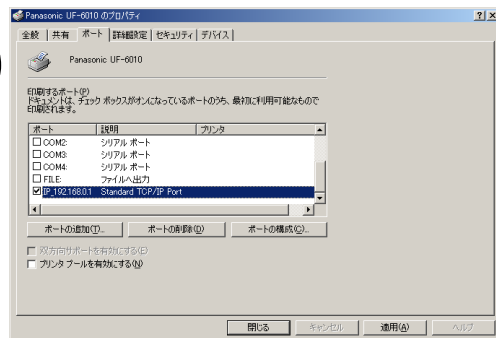 Panasonic UF-6010 のプロパティ
全般 共有 ポート 詳細設定 セキュリティ デバイス
Panasonic UF-6010
印刷するポート(P)
ドキュメントは、チェック ボックスがオンになっているポートのうち、最初に利用可能なもので
印刷されます。
ポート 説明 プリンタ
COM2: シリアル ポート
COM3: シリアル ポート
COM4: シリアル ポート
FILE: ファイルへ出力
IP_192.168.0.1 Standard TCP/IP Port
ポートの追加(T)... ポートの削除(D) ポートの構成(C)...
双方向サポートを有効にする(E)
プリンタ プールを有効にする(N)
閉じる キャンセル 適用(A) ヘルプ